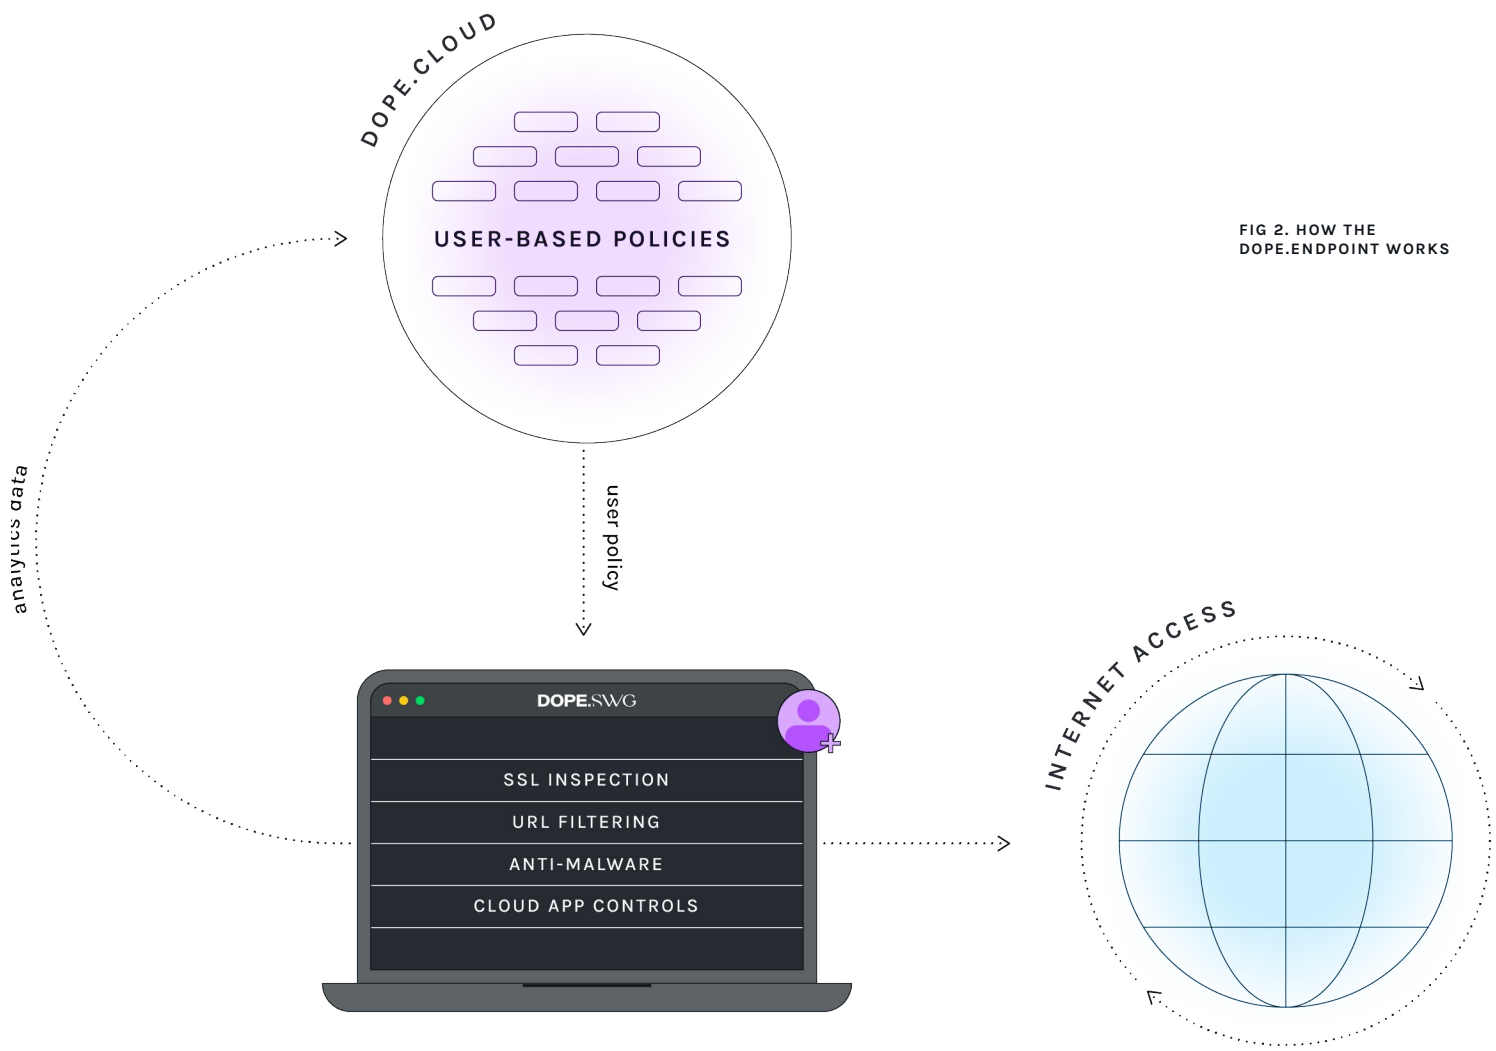 DOPE.CLOUD
USER-BASED POLICIES
FIG 2. HOW THE
DOPE.ENDPOINT WORKS
analytics data
user policy
INTERNET ACCESS
DOPE.SWG
SSL INSPECTION
URL FILTERING
ANTI-MALWARE
CLOUD APP CONTROLS